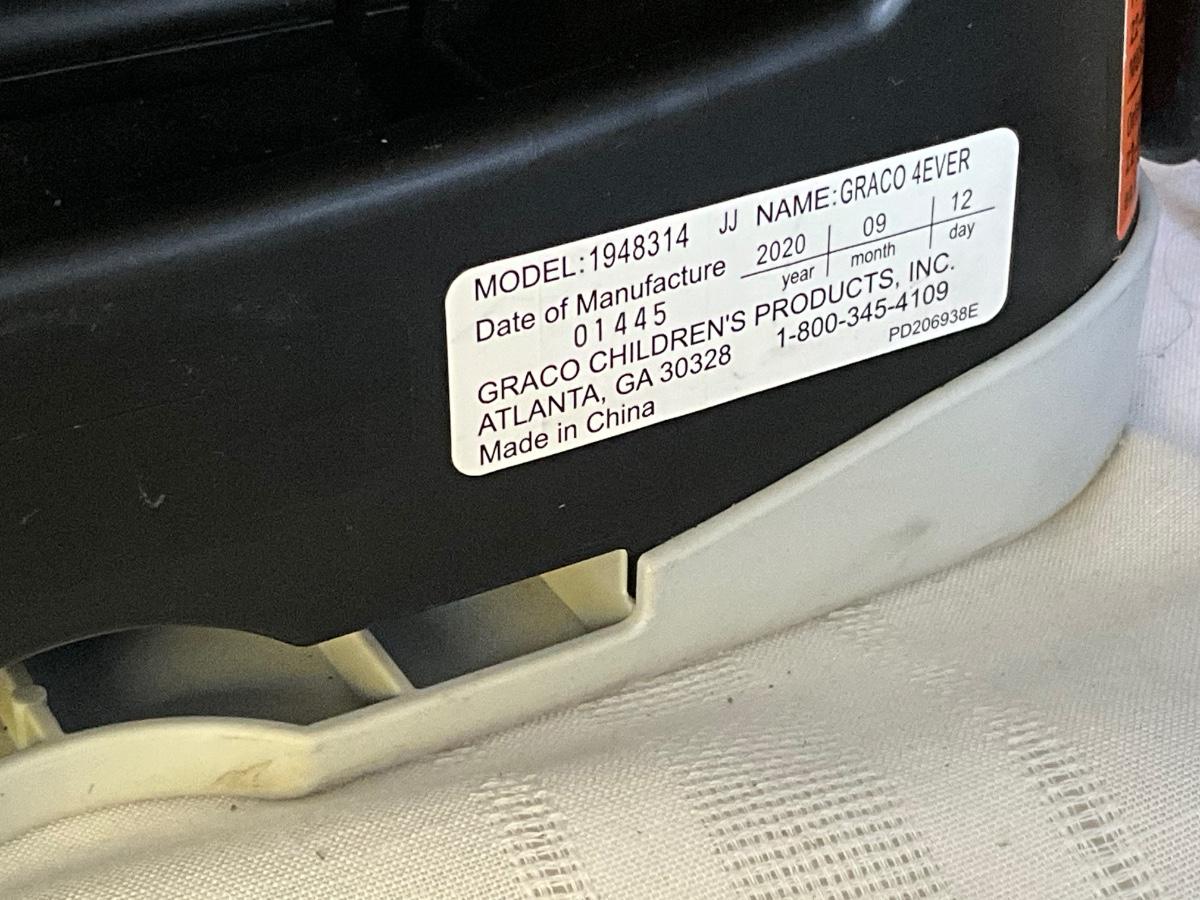 MODEL:1948314 JJ NAME:GRACO 4EVER
Date of Manufacture 2020 09 12
year month day
01445
GRACO CHILDREN'S PRODUCTS, INC.
ATLANTA, GA 30328 1-800-345-4109
Made in China PD206938E